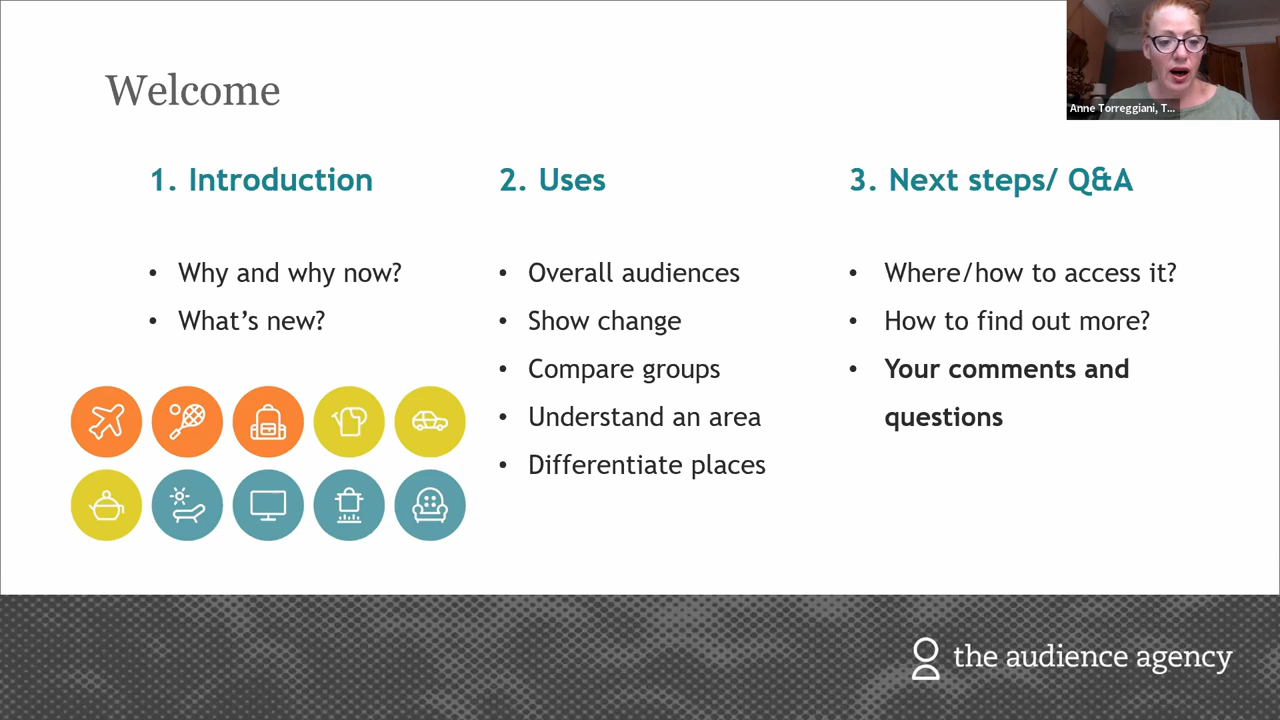 Welcome
Anne Torreggiani, T...
1. Introduction
• Why and why now?
• What's new?
2. Uses
• Overall audiences
• Show change
• Compare groups
• Understand an area
• Differentiate places
3. Next steps/ Q&A
• Where/how to access it?
• How to find out more?
• Your comments and
questions
the audience agency